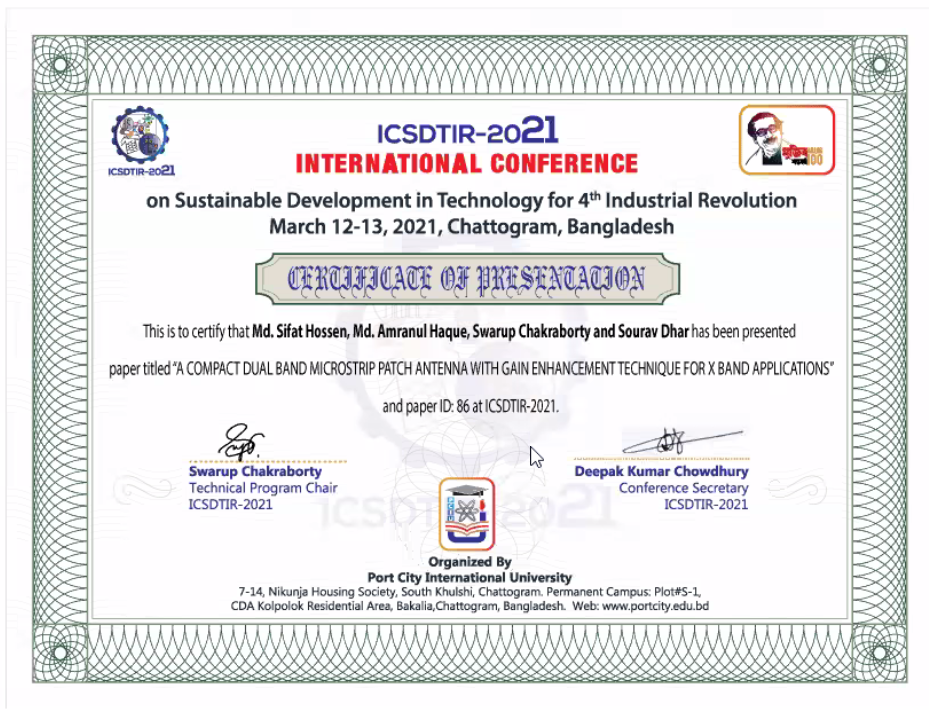 ICSDTIR-2021
ICSDTIR-2021
INTERNATIONAL CONFERENCE
100
on Sustainable Development in Technology for 4th Industrial Revolution
March 12-13, 2021, Chattogram, Bangladesh
CERTIFICATE OF PRESENTATION
This is to certify that Md. Sifat Hossen, Md. Amranul Haque, Swarup Chakraborty and Sourav Dhar has been presented
paper titled “A COMPACT DUAL BAND MICROSTRIP PATCH ANTENNA WITH GAIN ENHANCEMENT TECHNIQUE FOR X BAND APPLICATIONS”
and paper ID: 86 at ICSDTIR-2021.
Swarup Chakraborty
Technical Program Chair
ICSDTIR-2021
Deepak Kumar Chowdhury
Conference Secretary
ICSDTIR-2021
Organized By
Port City International University
7-14, Nikunja Housing Society, South Khulshi, Chattogram. Permanent Campus: Plot#S-1,
CDA Kolpolok Residential Area, Bakalia,Chattogram, Bangladesh. Web: www.portcity.edu.bd